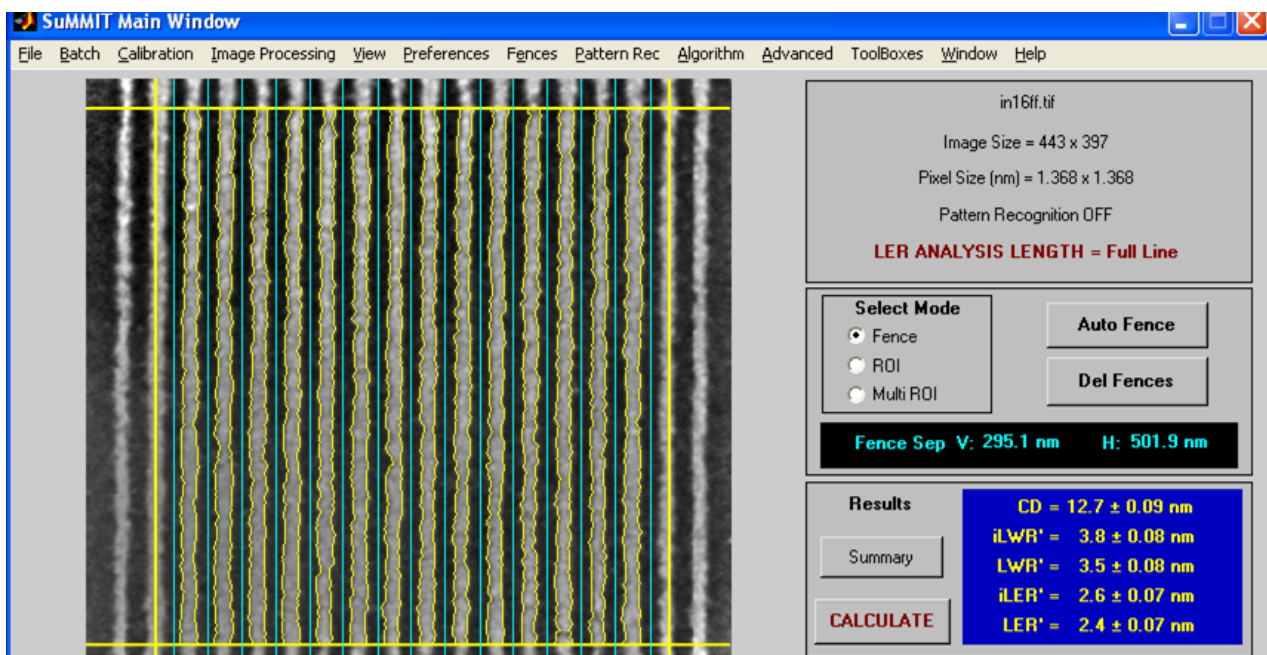 SuMMIT Main Window
File Batch Calibration Image Processing View Preferences Fences Pattern Rec Algorithm Advanced ToolBoxes Window Help
in16ff.tif
Image Size = 443 x 397
Pixel Size (nm) = 1.368 x 1.368
Pattern Recognition OFF
LER ANALYSIS LENGTH = Full Line
Select Mode
Fence
ROI
Multi ROI
Auto Fence
Del Fences
Fence Sep V: 295.1 nm H: 501.9 nm
Results
Summary
CALCULATE
CD = 12.7 ± 0.09 nm
iLWR' = 3.8 ± 0.08 nm
LWR' = 3.5 ± 0.08 nm
iLER' = 2.6 ± 0.07 nm
LER' = 2.4 ± 0.07 nm